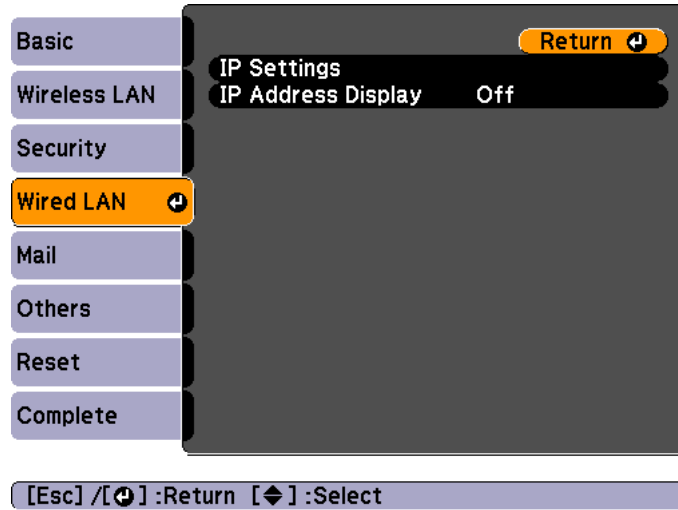 Basic
Wireless LAN
Security
Wired LAN
Mail
Others
Reset
Complete
Return
IP Settings
IP Address Display Off
[Esc] /[ ] :Return [ ] :Select